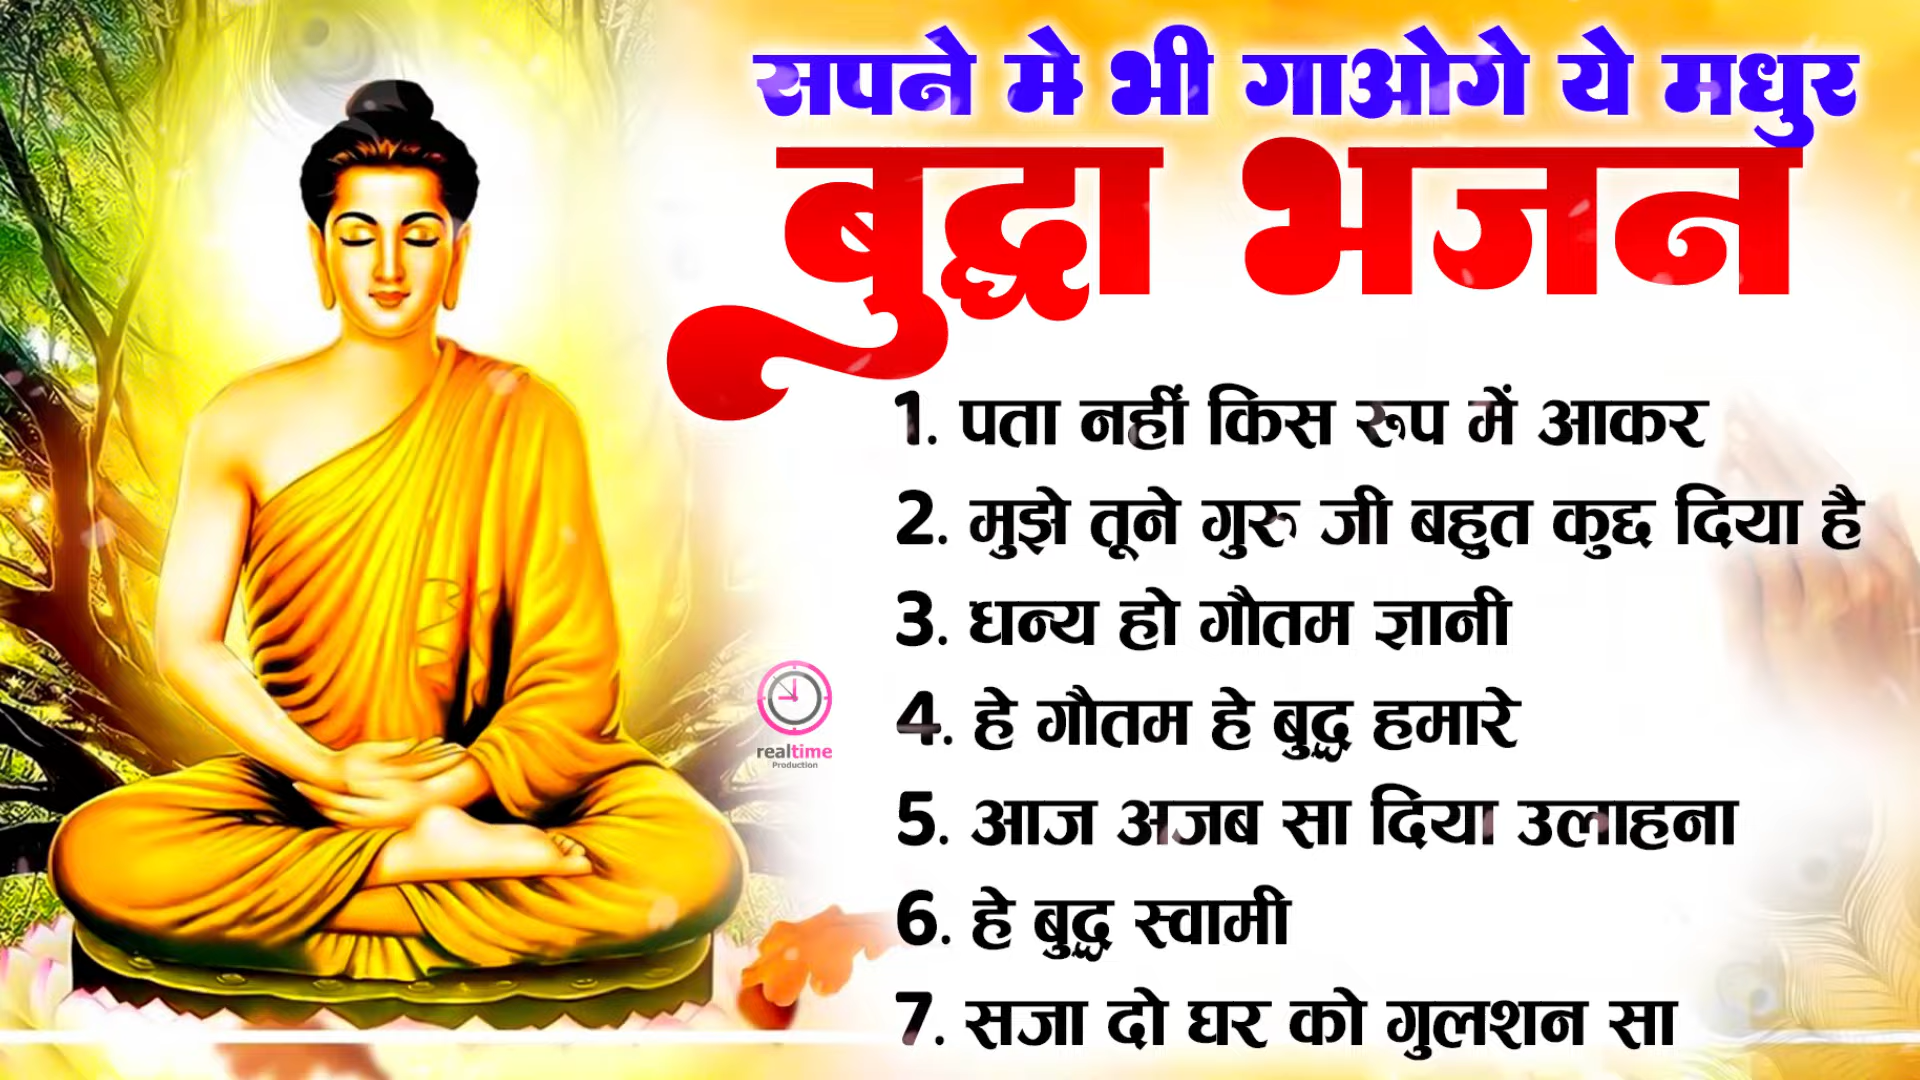 सपने मे भी गाओगे ये मधुर
बुद्धा भजन
1. पता नहीं किस रुप में आकर
2. मुझे तूने गुरु जी बहुत कुछ दिया है
3. धन्य हो गौतम ज्ञानी
4. हे गौतम हे बुद्ध हमारे
5. आज अजब सा दिया उलाहना
6. हे बुद्ध स्वामी
7. सजा दो घर को गुलशन सा
realtime
Production